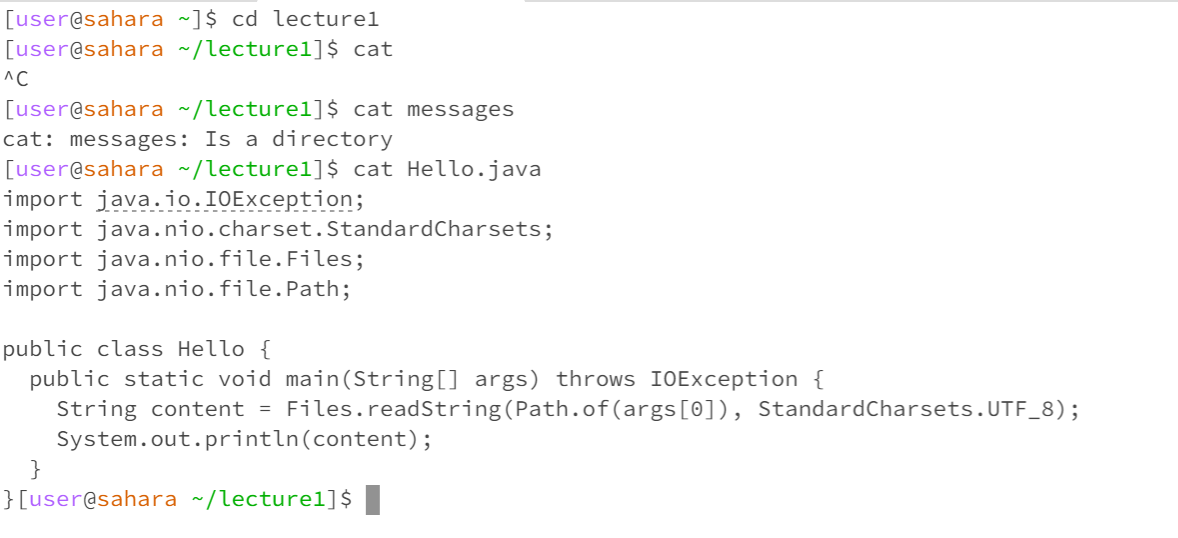 [user@sahara ~]$ cd lecture1
[user@sahara ~/lecture1]$ cat
^C
[user@sahara ~/lecture1]$ cat messages
cat: messages: Is a directory
[user@sahara ~/lecture1]$ cat Hello.java
import java.io.IOException;
import java.nio.charset.StandardCharsets;
import java.nio.file.Files;
import java.nio.file.Path;

public class Hello {
  public static void main(String[] args) throws IOException {
    String content = Files.readString(Path.of(args[0]), StandardCharsets.UTF_8);
    System.out.println(content);
  }
}[user@sahara ~/lecture1]$